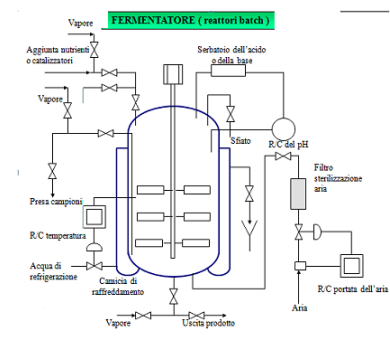 FERMENTATORE ( reattori batch )
Vapore
Aggiunta nutrienti
o catalizzatori
Serbatoio dell'acido
o della base
Vapore
Sfiato
R/C del pH
Filtro
sterilizzazione
aria
Presa campioni
R/C temperatura
Acqua di
refrigerazione
Camicia di
raffreddamento
R/C portata dell'aria
Aria
Vapore
Uscita prodotto